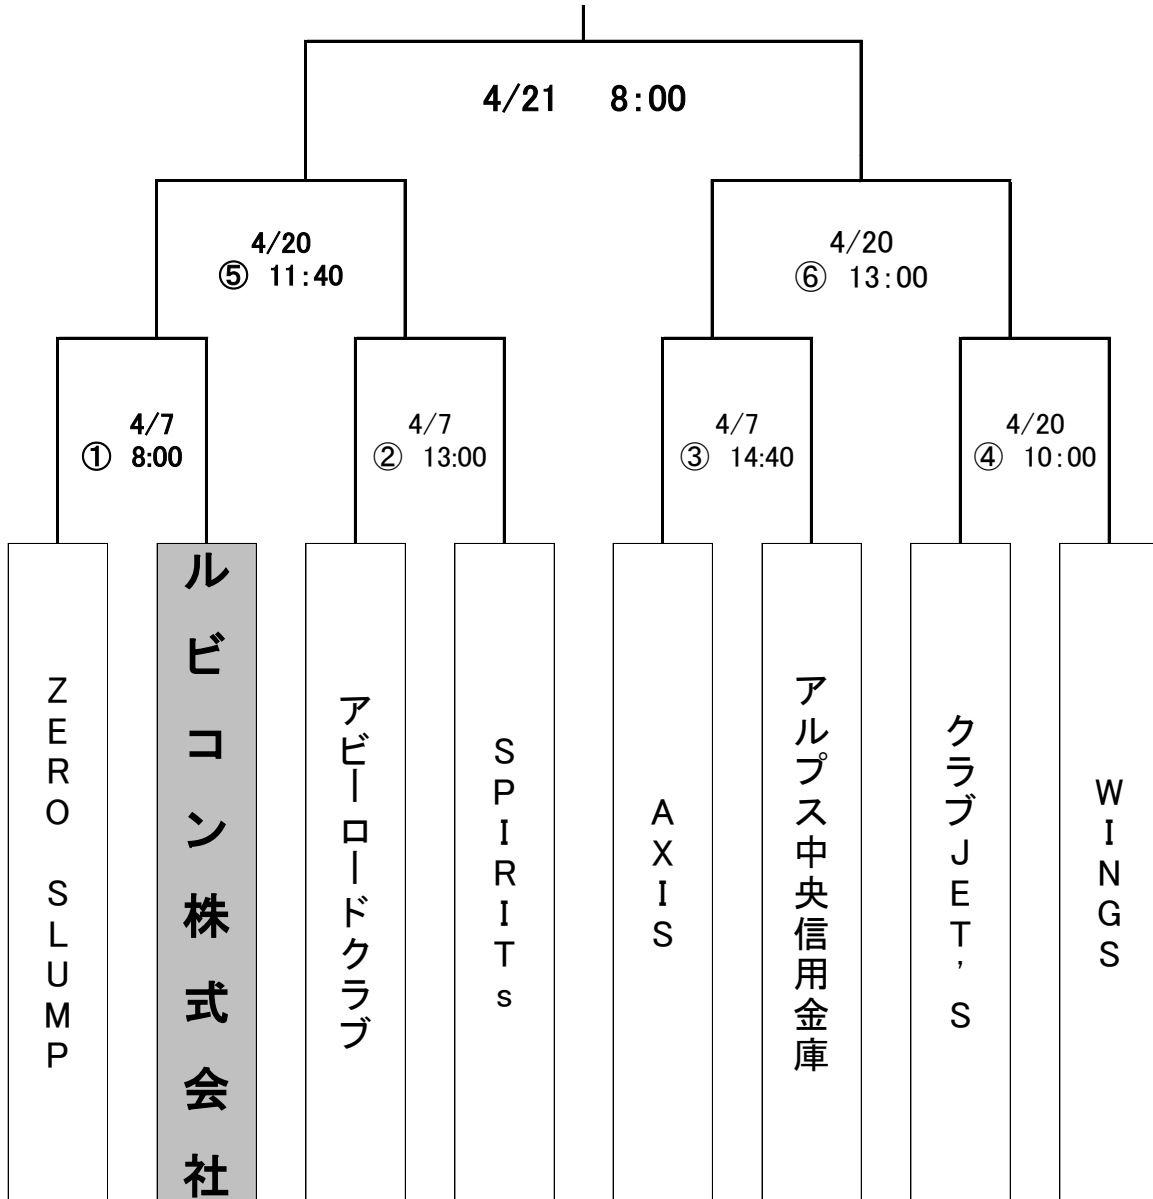 4/21 8:00
4/20
⑤ 11:40
4/20
⑥ 13:00
4/7
① 8:00
4/7
② 13:00
4/7
③ 14:40
4/20
④ 10:00
ZERO SLUMP
ルビコン株式会社
アビーロードクラブ
SPIRITs
AXIS
アルプス中央信用金庫
クラブJET'S
WINGS